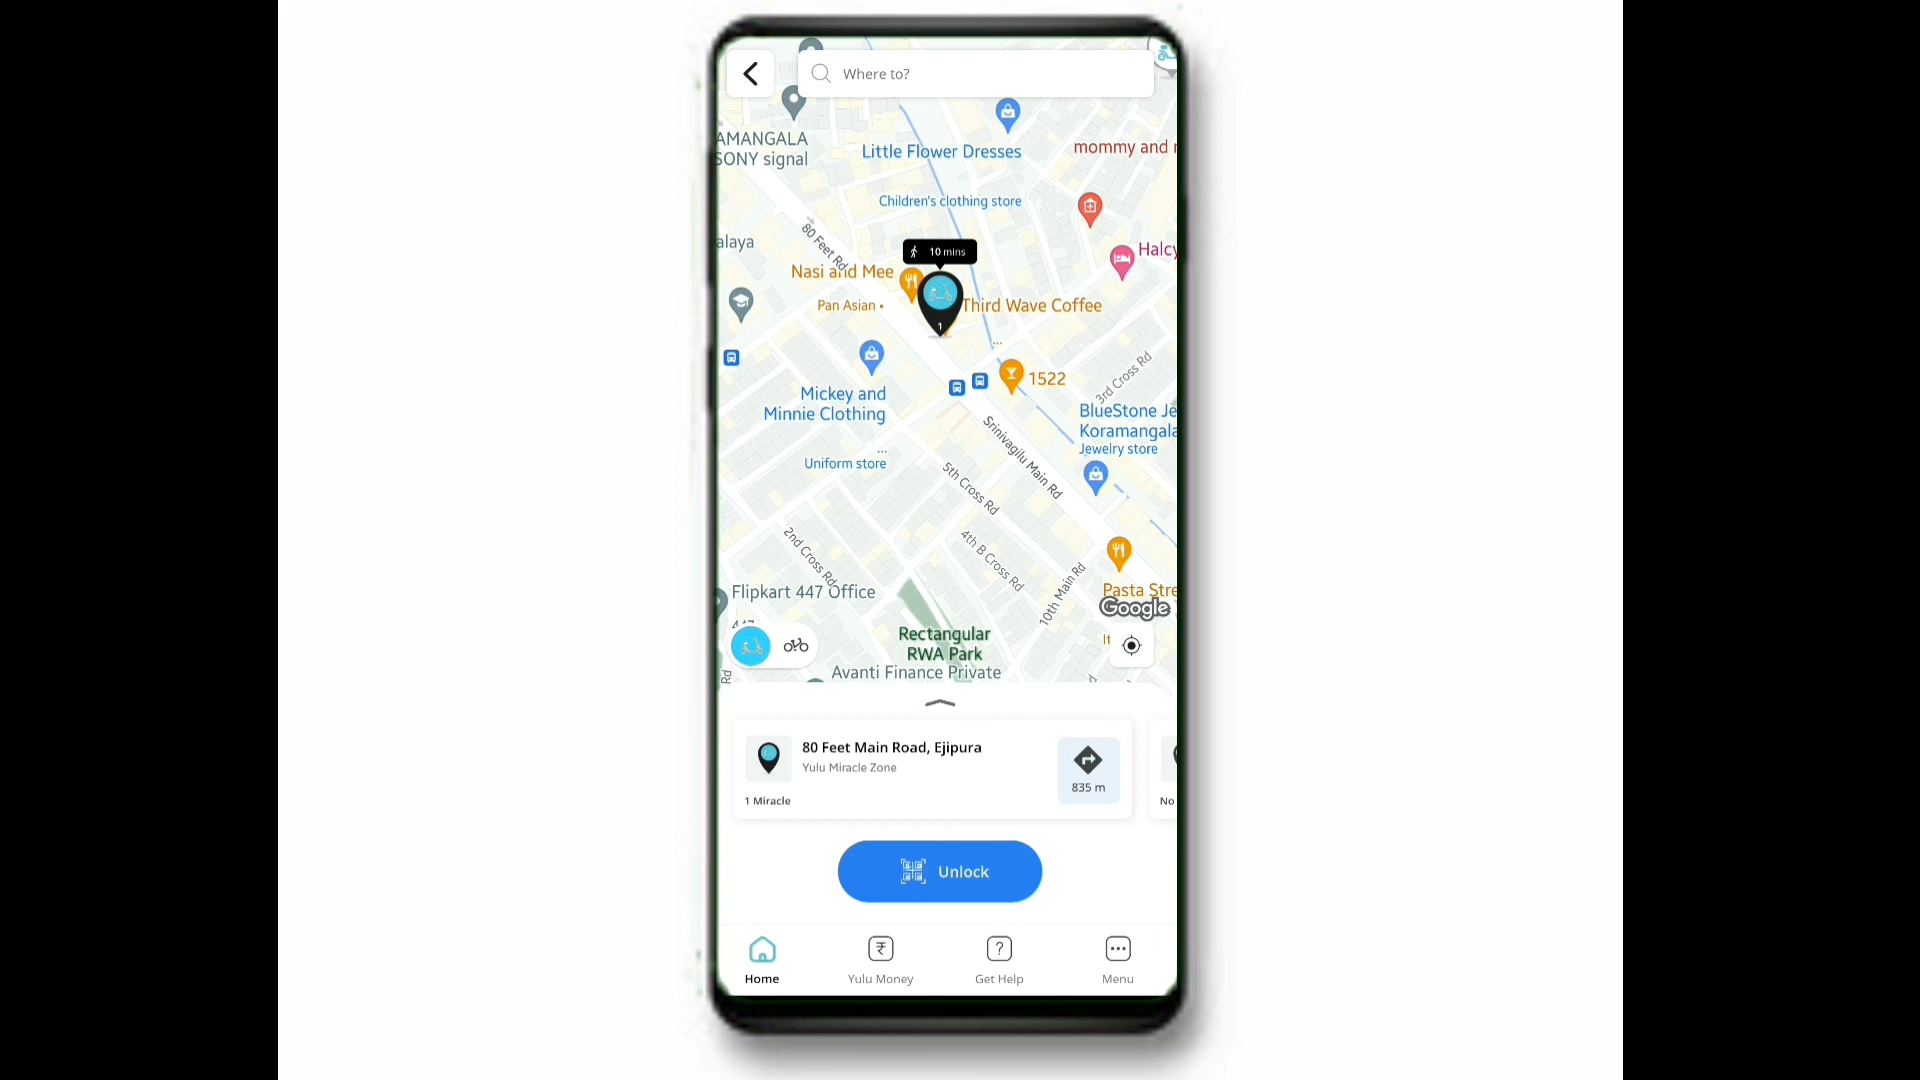 Where to?
AMANGALA
SONY signal
Little Flower Dresses
mommy and
Children's clothing store
alaya
80 Feet Rd
10 mins
Halcy
Nasi and Mee
Pan Asian •
1
Third Wave Coffee
...
1522
3rd Cross Rd
Mickey and
Minnie Clothing
...
Uniform store
BlueStone Je
Koramangala
Jewelry store
Srinivagilu Main Rd
5th Cross Rd
4th B Cross Rd
2nd Cross Rd
10th Main Rd
Pasta Stre
Google
It
Flipkart 447 Office
447
Rectangular
RWA Park
Avanti Finance Private
Rd
80 Feet Main Road, Ejipura
Yulu Miracle Zone
1 Miracle
835 m
No
Unlock
Home
Yulu Money
Get Help
Menu